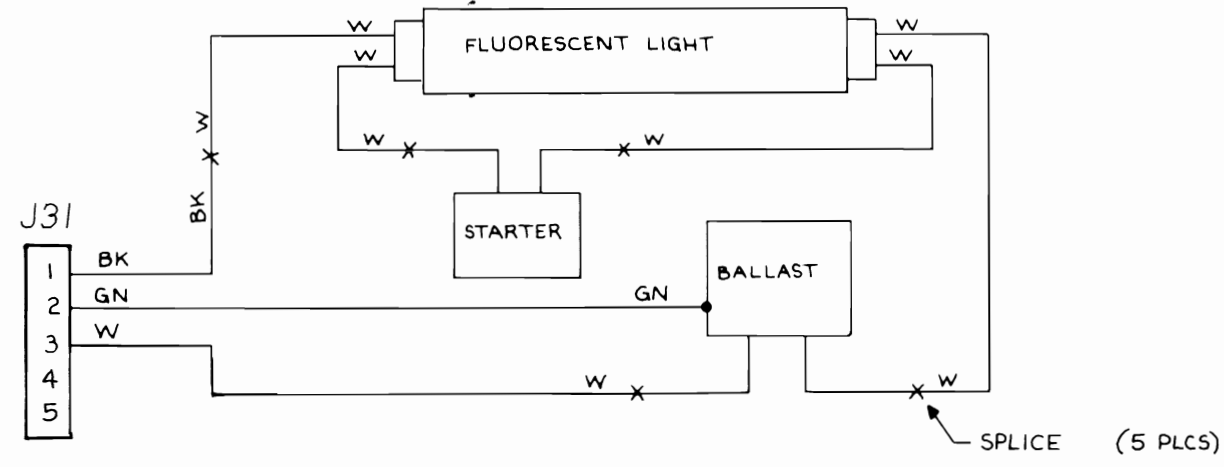 W
W
FLUORESCENT LIGHT
W
W
W
W
W
BK
STARTER
BALLAST
J31
1 BK
2 GN
GN
3 W
4
5
W
W
SPLICE (5 PLCS)